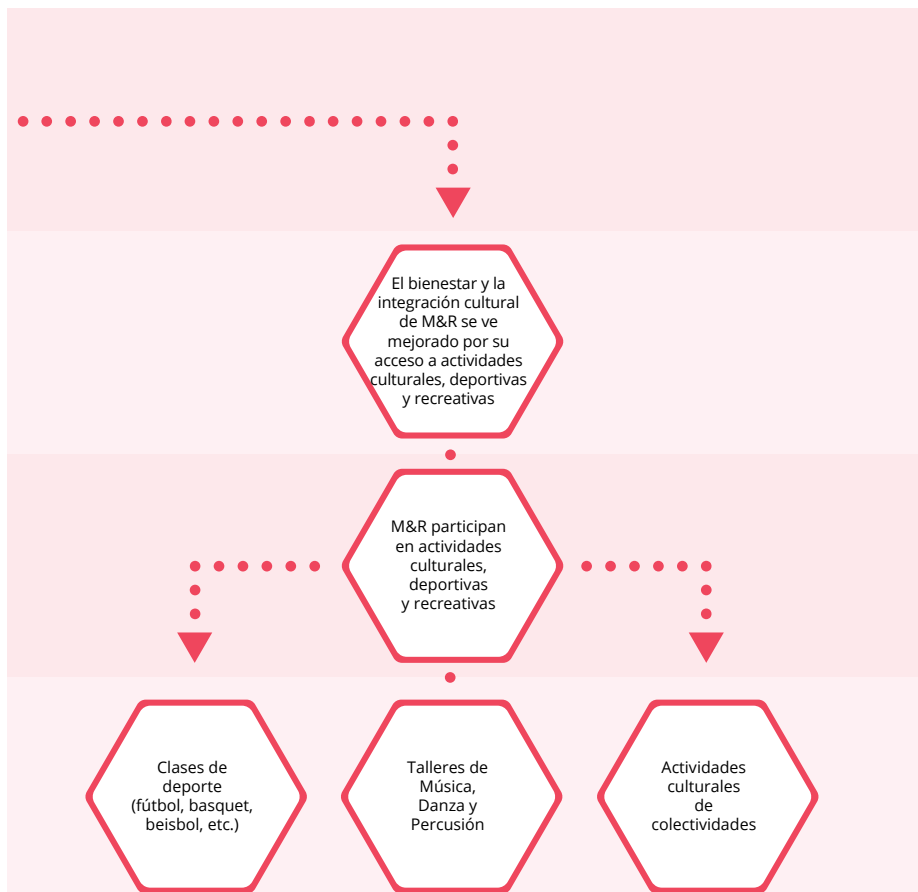 El bienestar y la
integración cultural
de M&R se ve
mejorado por su
acceso a actividades
culturales, deportivas
y recreativas
M&R participan
en actividades
culturales,
deportivas
y recreativas
Clases de
deporte
(fútbol, basquet,
beisbol, etc.)
Talleres de
Música,
Danza y
Percusión
Actividades
culturales
de
colectividades